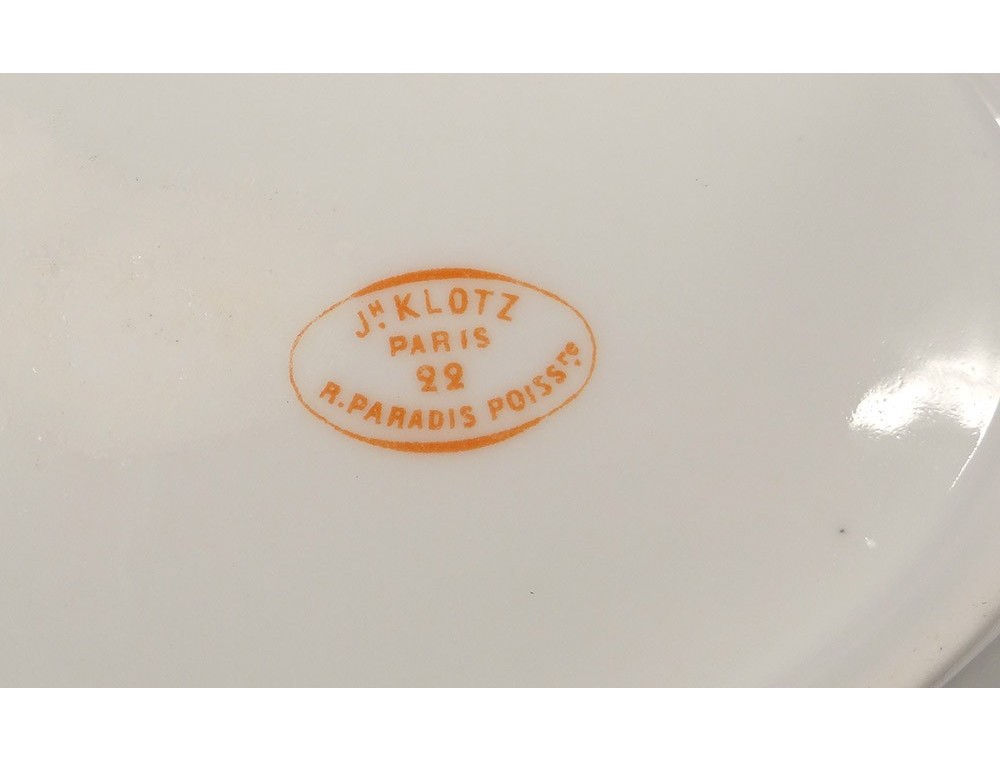 Jᴴ. KLOTZ
PARIS
22
R. PARADIS POISSʳᵉ.